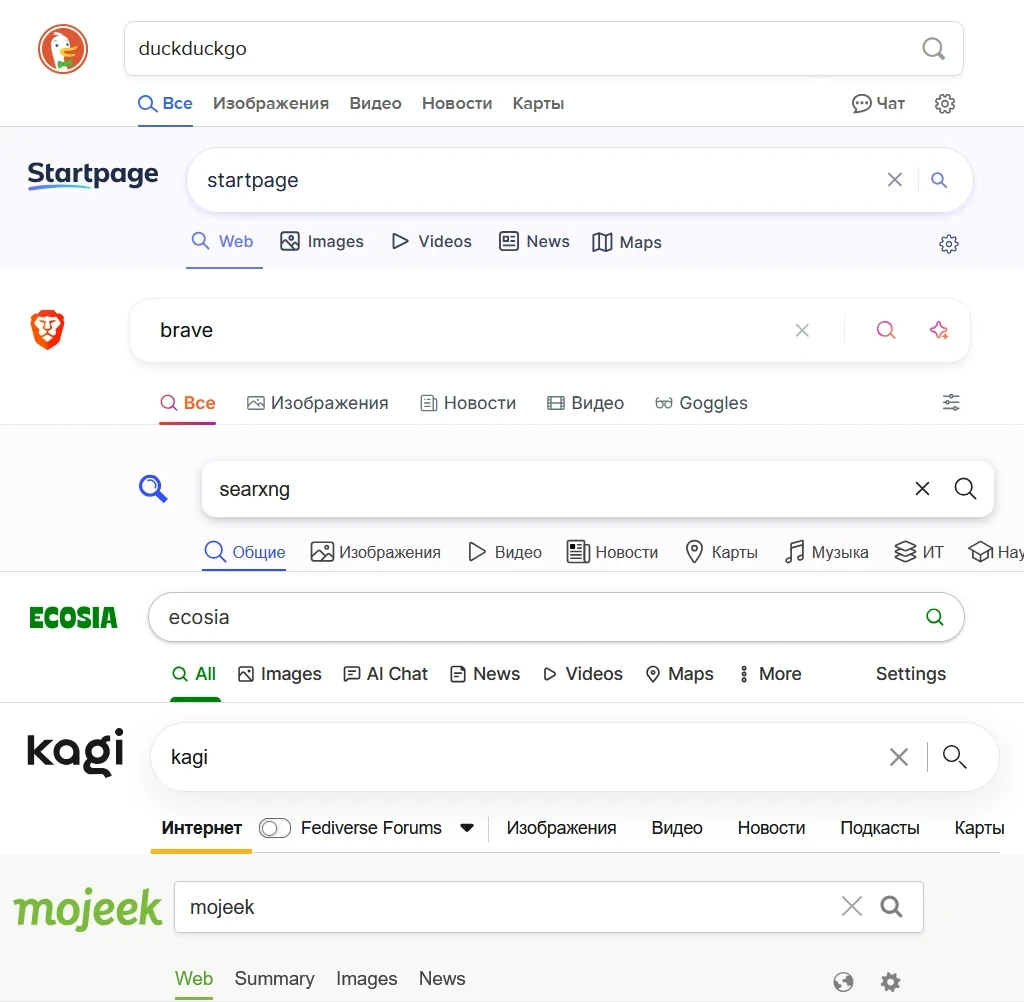 duckduckgo
Все Изображения Видео Новости Карты Чат
Startpage startpage
Web Images Videos News Maps
brave
Все Изображения Новости Видео Goggles
searxng
Общие Изображения Видео Новости Карты Музыка ИТ Нау
ECOSIA ecosia
All Images AI Chat News Videos Maps More Settings
kagi kagi
Интернет Fediverse Forums Изображения Видео Новости Подкасты Карты
mojeek mojeek
Web Summary Images News